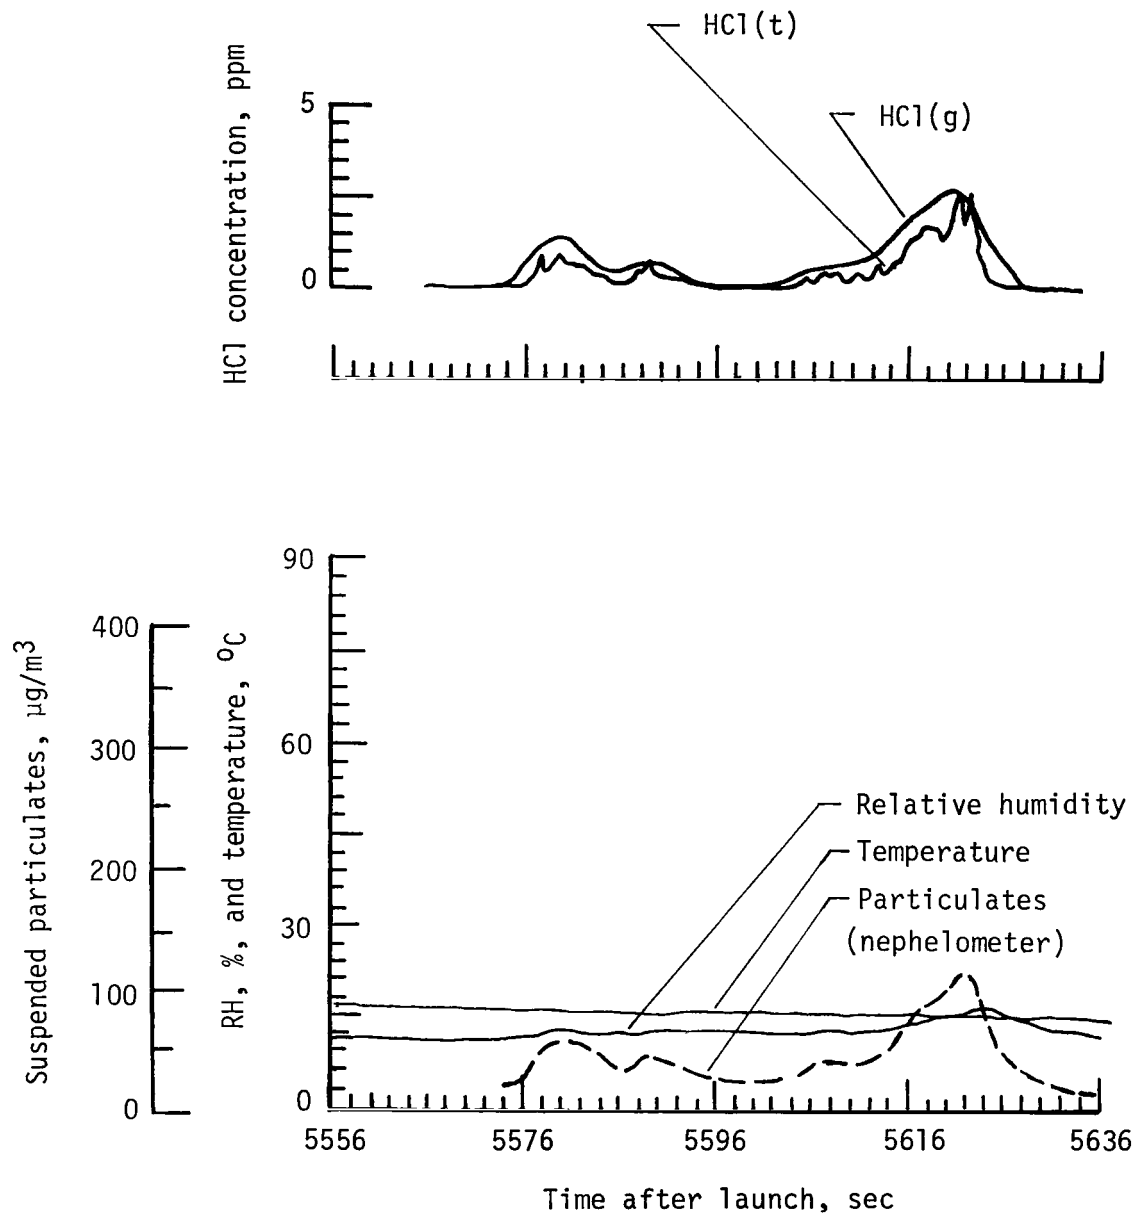 HCl(t)
HCl(g)
HCl concentration, ppm
5
0
Suspended particulates, µg/m3
400
300
200
100
0
RH, %, and temperature, °C
90
60
30
0
Relative humidity
Temperature
Particulates
(nephelometer)
5556 5576 5596 5616 5636
Time after launch, sec